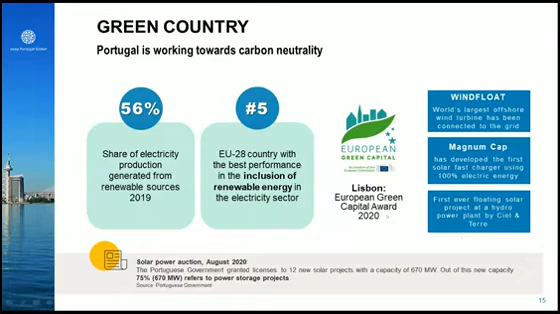 aicep Portugal Global
GREEN COUNTRY
Portugal is working towards carbon neutrality
56%
Share of electricity
production
generated from
renewable sources
2019
#5
EU-28 country with
the best performance
in the inclusion of
renewable energy in
the electricity sector
EUROPEAN
GREEN CAPITAL
Lisbon:
European Green
Capital Award
2020
WINDFLOAT
World's largest offshore
wind turbine has been
connected to the grid
Magnum Cap
has developed the first
solar fast charger using
100% electric energy
First ever floating solar
project at a hydro
power plant by Ciel &
Terre
Solar power auction, August 2020
The Portuguese Government granted licenses to 12 new solar projects with a capacity of 670 MW. Out of this new capacity
75% (670 MW) refers to power storage projects
Source: Portuguese Government
15